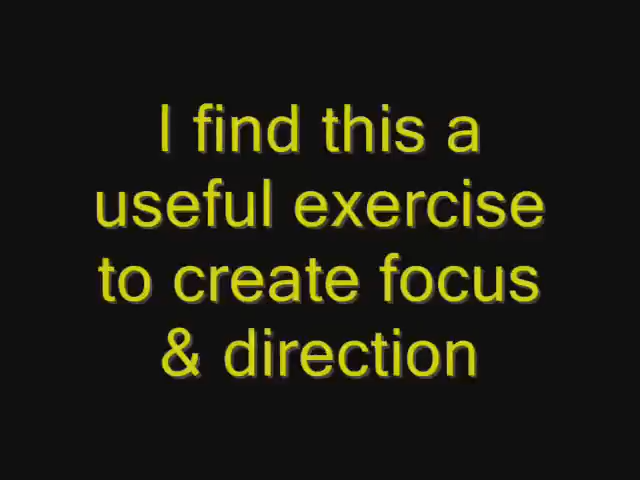 I find this a
useful exercise
to create focus
& direction